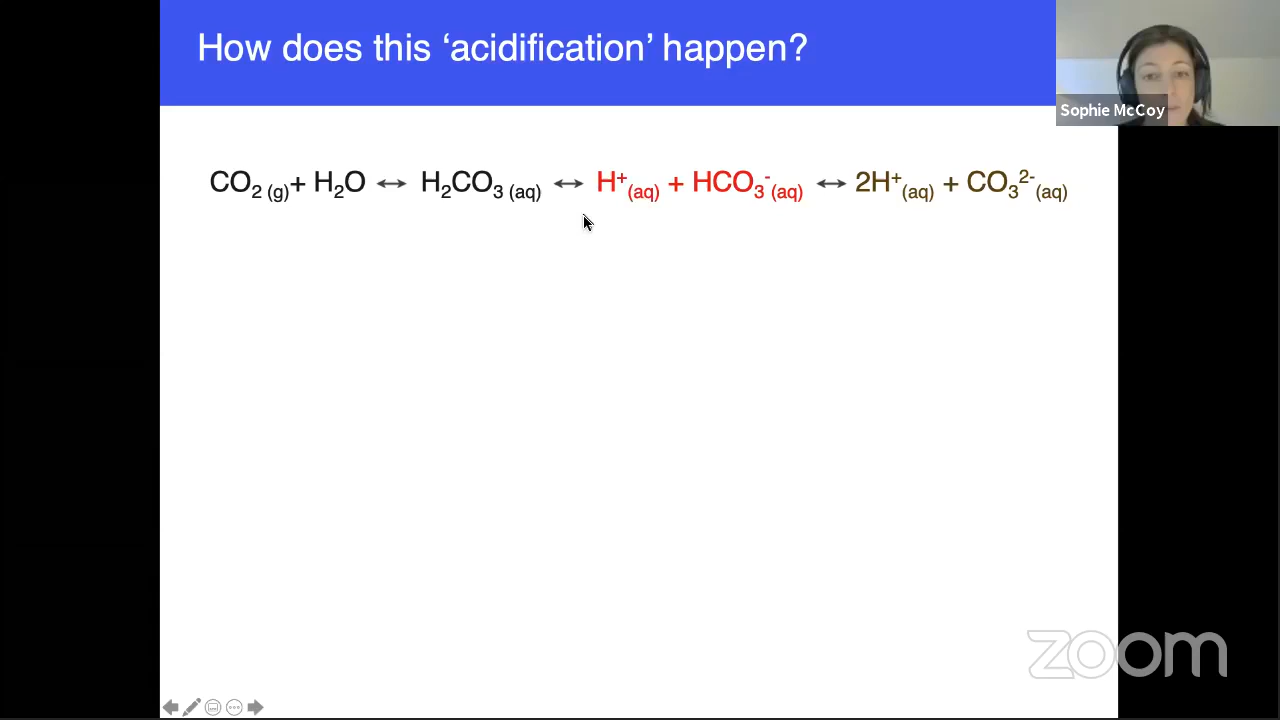 How does this ‘acidification’ happen?
Sophie McCoy
CO₂ (g)+ H₂O ↔ H₂CO₃ (aq) ↔ H⁺(aq) + HCO₃⁻(aq) ↔ 2H⁺(aq) + CO₃²⁻(aq)
zoom